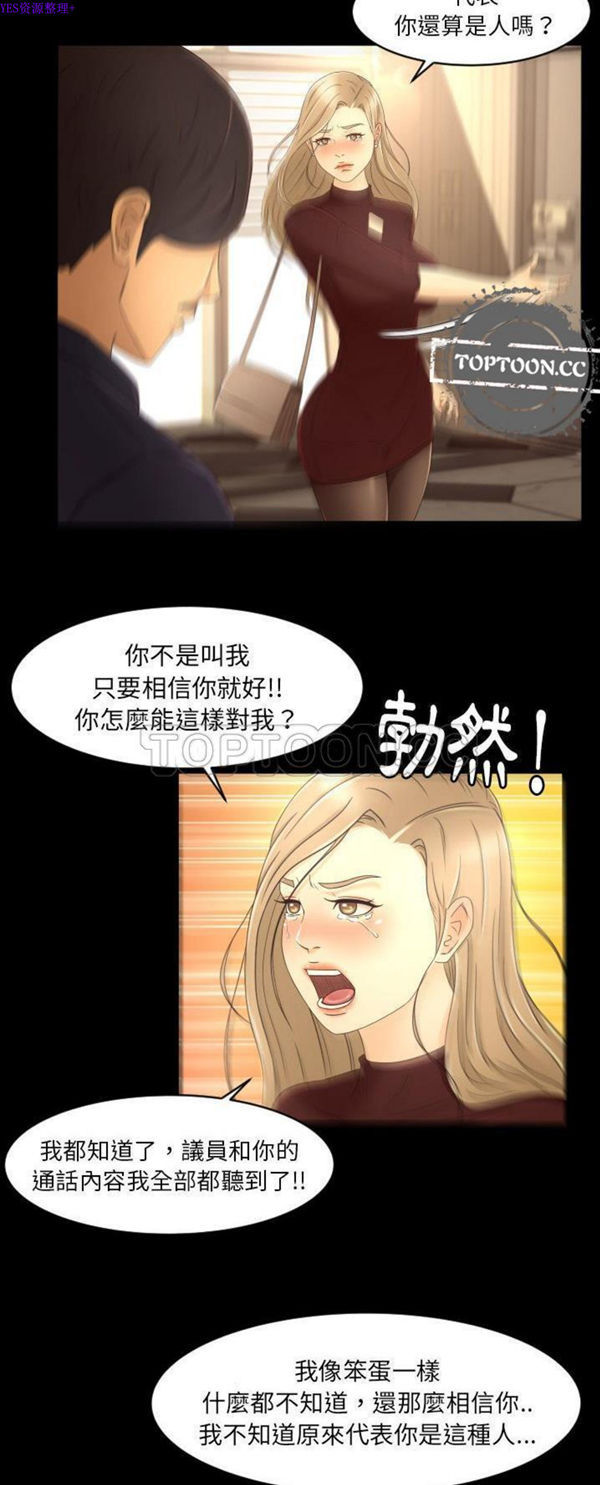 YES资源整理+
代表
你還算是人嗎？
TOPTOON.CC
你不是叫我
只要相信你就好!!
你怎麼能這樣對我？
勃然！
我都知道了，議員和你的
通話內容我全部都聽到了!!
我像笨蛋一樣
什麼都不知道，還那麼相信你..
我不知道原來代表你是這種人...